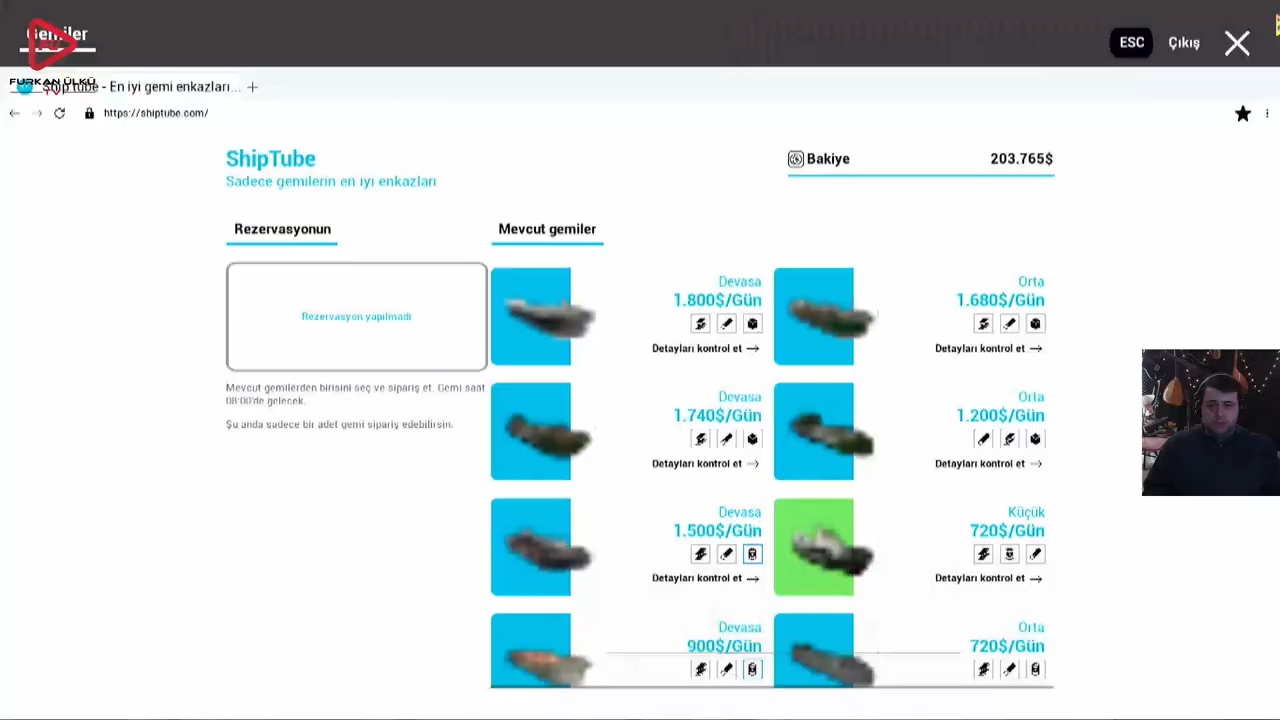 Gemiler
ESC
Çıkış
FURKAN ÜLKÜ
TV
Ship tube - En iyi gemi enkazları...
https://shiptube.com/
ShipTube
Sadece gemilerin en iyi enkazları
Bakiye
203.765$
Rezervasyonun
Mevcut gemiler
Rezervasyon yapılmadı
Mevcut gemilerden birisini seç ve sipariş et. Gemi saat
08:00'de gelecek.
Şu anda sadece bir adet gemi sipariş edebilirsin.
Devasa
1.800$/Gün
Detayları kontrol et
Orta
1.680$/Gün
Detayları kontrol et
Devasa
1.740$/Gün
Detayları kontrol et
Orta
1.200$/Gün
Detayları kontrol et
Devasa
1.500$/Gün
Detayları kontrol et
Küçük
720$/Gün
Detayları kontrol et
Devasa
900$/Gün
Orta
720$/Gün